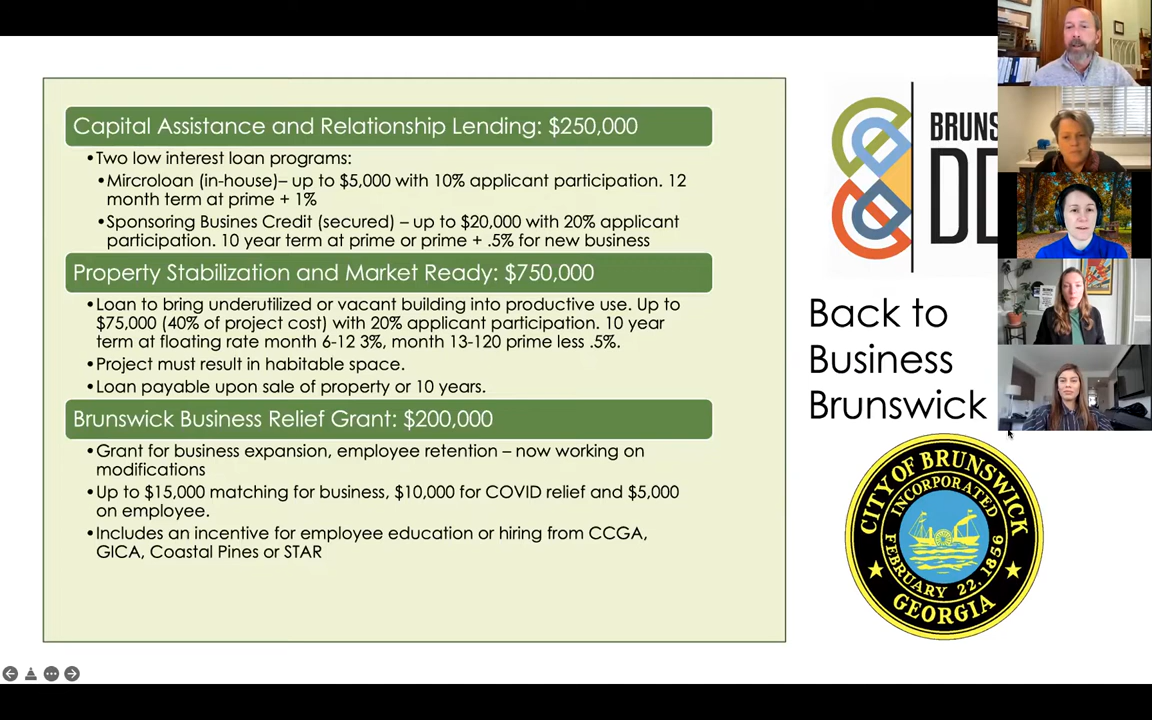 Capital Assistance and Relationship Lending: $250,000
•Two low interest loan programs:
•Mircroloan (in-house)– up to $5,000 with 10% applicant participation. 12
month term at prime + 1%
•Sponsoring Busines Credit (secured) – up to $20,000 with 20% applicant
participation. 10 year term at prime or prime + .5% for new business
Property Stabilization and Market Ready: $750,000
•Loan to bring underutilized or vacant building into productive use. Up to
$75,000 (40% of project cost) with 20% applicant participation. 10 year
term at floating rate month 6-12 3%, month 13-120 prime less .5%.
•Project must result in habitable space.
•Loan payable upon sale of property or 10 years.
Brunswick Business Relief Grant: $200,000
•Grant for business expansion, employee retention – now working on
modifications
•Up to $15,000 matching for business, $10,000 for COVID relief and $5,000
on employee.
•Includes an incentive for employee education or hiring from CCGA,
GICA, Coastal Pines or STAR
BRUNS
DD
Back to
Business
Brunswick
CITY OF BRUNSWICK
INCORPORATED
FEBRUARY 22, 1856
GEORGIA